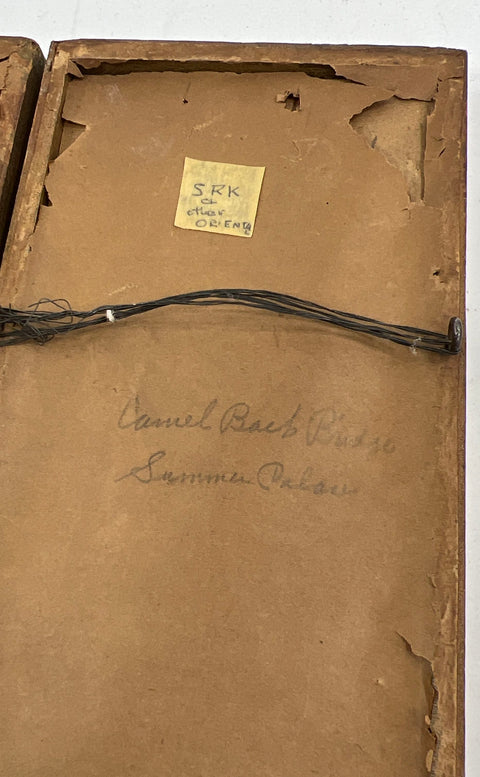 SRK
&
other
ORIENTAL
Camel Back Bridge
Summer Palace